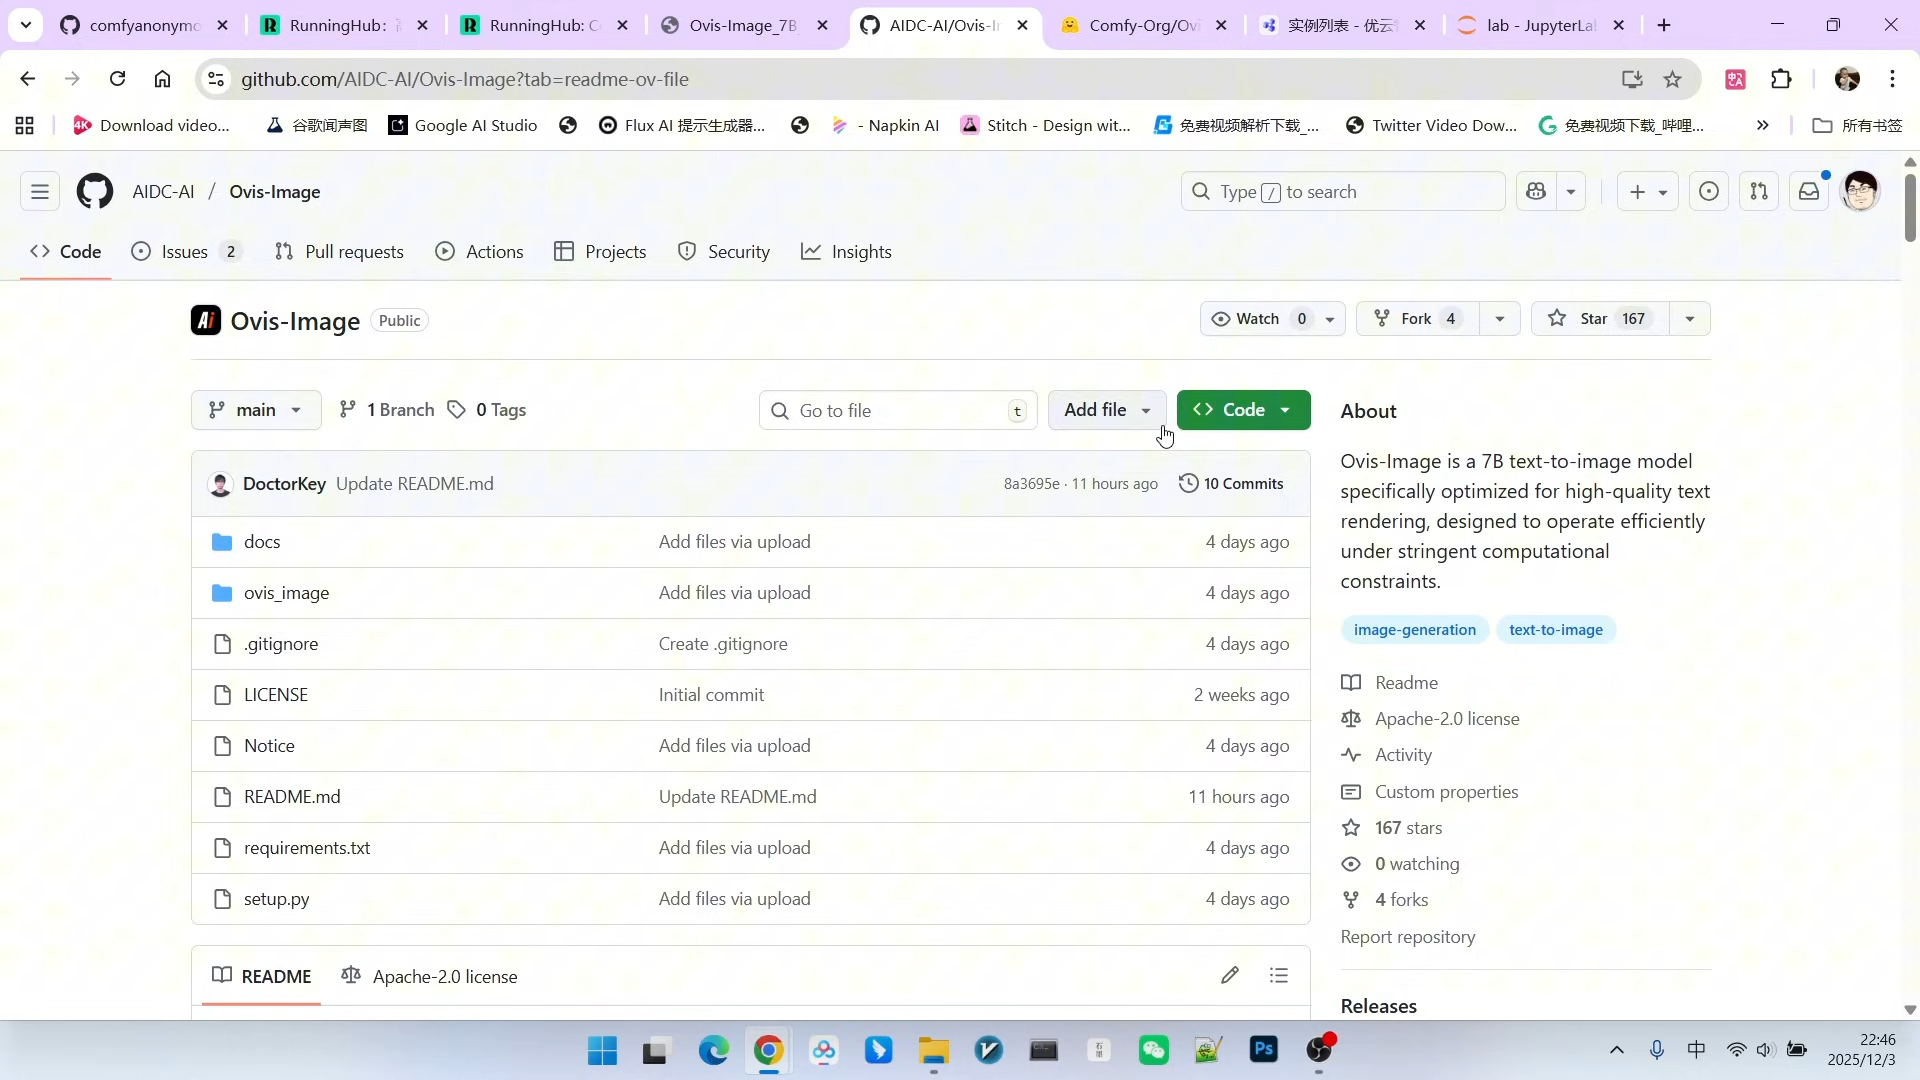 comfyanonymo
RunningHub:
RunningHub: C
Ovis-Image_7B
AIDC-AI/Ovis-I
Comfy-Org/Ovi
实例列表 - 优云
lab - JupyterLa
github.com/AIDC-AI/Ovis-Image?tab=readme-ov-file
4K
Download video...
谷歌闻声图
Google AI Studio
Flux AI 提示生成器...
- Napkin AI
Stitch - Design wit...
免费视频解析下载_...
Twitter Video Dow...
免费视频下载_哔哩...
所有书签
AIDC-AI / Ovis-Image
Type / to search
Code
Issues 2
Pull requests
Actions
Projects
Security
Insights
Ai
Ovis-Image
Public
Watch 0
Fork 4
Star 167
main
1 Branch
0 Tags
Go to file
t
Add file
Code
DoctorKey Update README.md
8a3695e · 11 hours ago
10 Commits
docs
Add files via upload
4 days ago
ovis_image
Add files via upload
4 days ago
.gitignore
Create .gitignore
4 days ago
LICENSE
Initial commit
2 weeks ago
Notice
Add files via upload
4 days ago
README.md
Update README.md
11 hours ago
requirements.txt
Add files via upload
4 days ago
setup.py
Add files via upload
4 days ago
README
Apache-2.0 license
About
Ovis-Image is a 7B text-to-image model
specifically optimized for high-quality text
rendering, designed to operate efficiently
under stringent computational
constraints.
image-generation
text-to-image
Readme
Apache-2.0 license
Activity
Custom properties
167 stars
0 watching
4 forks
Report repository
Releases
Ps
中
22:46
2025/12/3